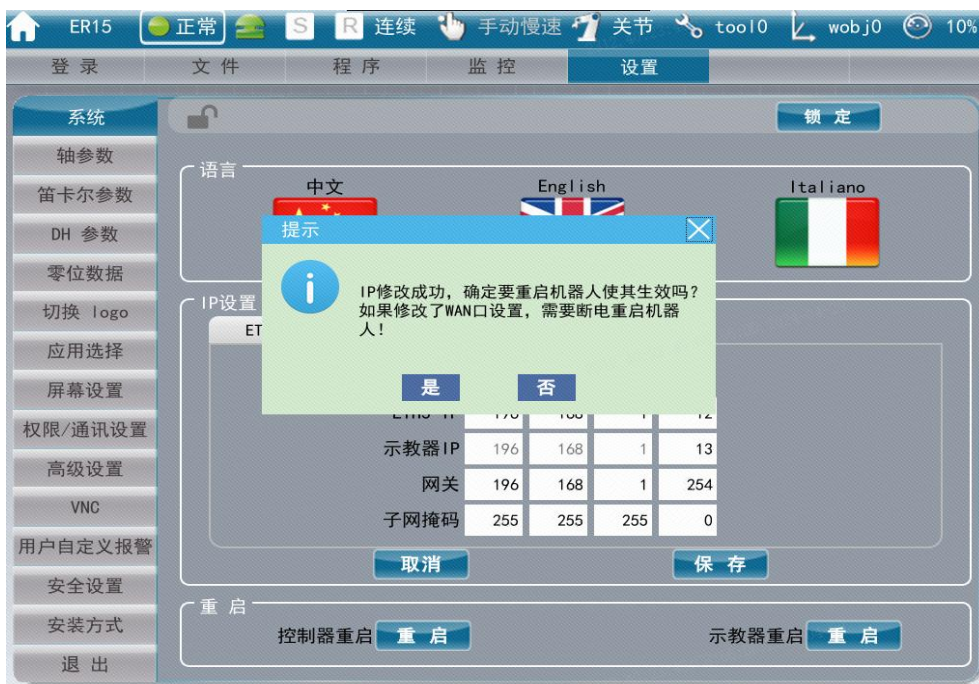 ER15 正常 S R 连续 手动慢速 关节 tool0 wobj0 10%
登录 文件 程序 监控 设置
系统
锁定
轴参数
笛卡尔参数
DH 参数
零位数据
切换 logo
应用选择
屏幕设置
权限/通讯设置
高级设置
VNC
用户自定义报警
安全设置
安装方式
退出
语言
中文 English Italiano
提示
IP修改成功，确定要重启机器人使其生效吗？
如果修改了WAN口设置，需要断电重启机器
人！
是 否
IP设置
示教器IP 196 168 1 13
网关 196 168 1 254
子网掩码 255 255 255 0
取消 保存
重启
控制器重启 重启 示教器重启 重启